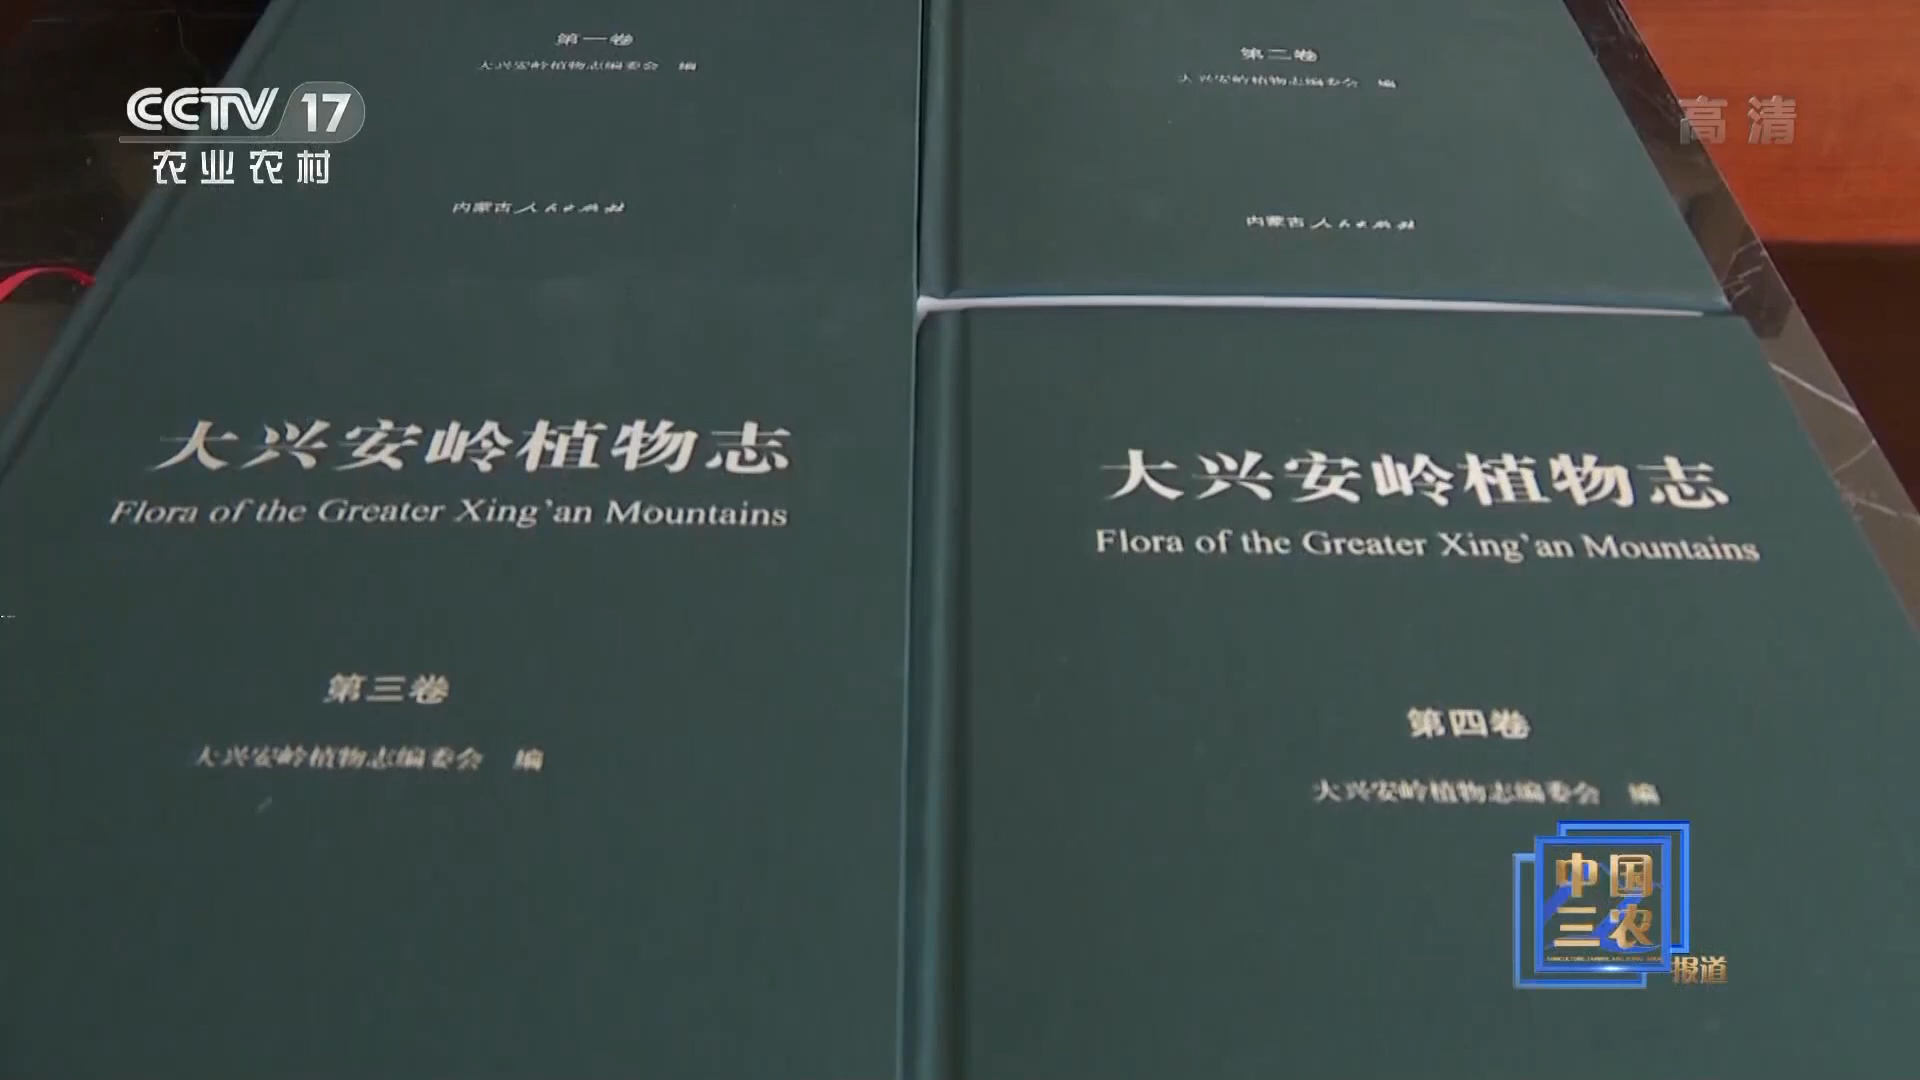 第一卷
大兴安岭植物志编委会 编
第二卷
大兴安岭植物志编委会 编
CCTV 17
农业农村
高清
内蒙古人民出版社
内蒙古人民出版社
大兴安岭植物志
Flora of the Greater Xing'an Mountains
第三卷
大兴安岭植物志编委会 编
大兴安岭植物志
Flora of the Greater Xing'an Mountains
第四卷
大兴安岭植物志编委会 编
中国
三农
报道